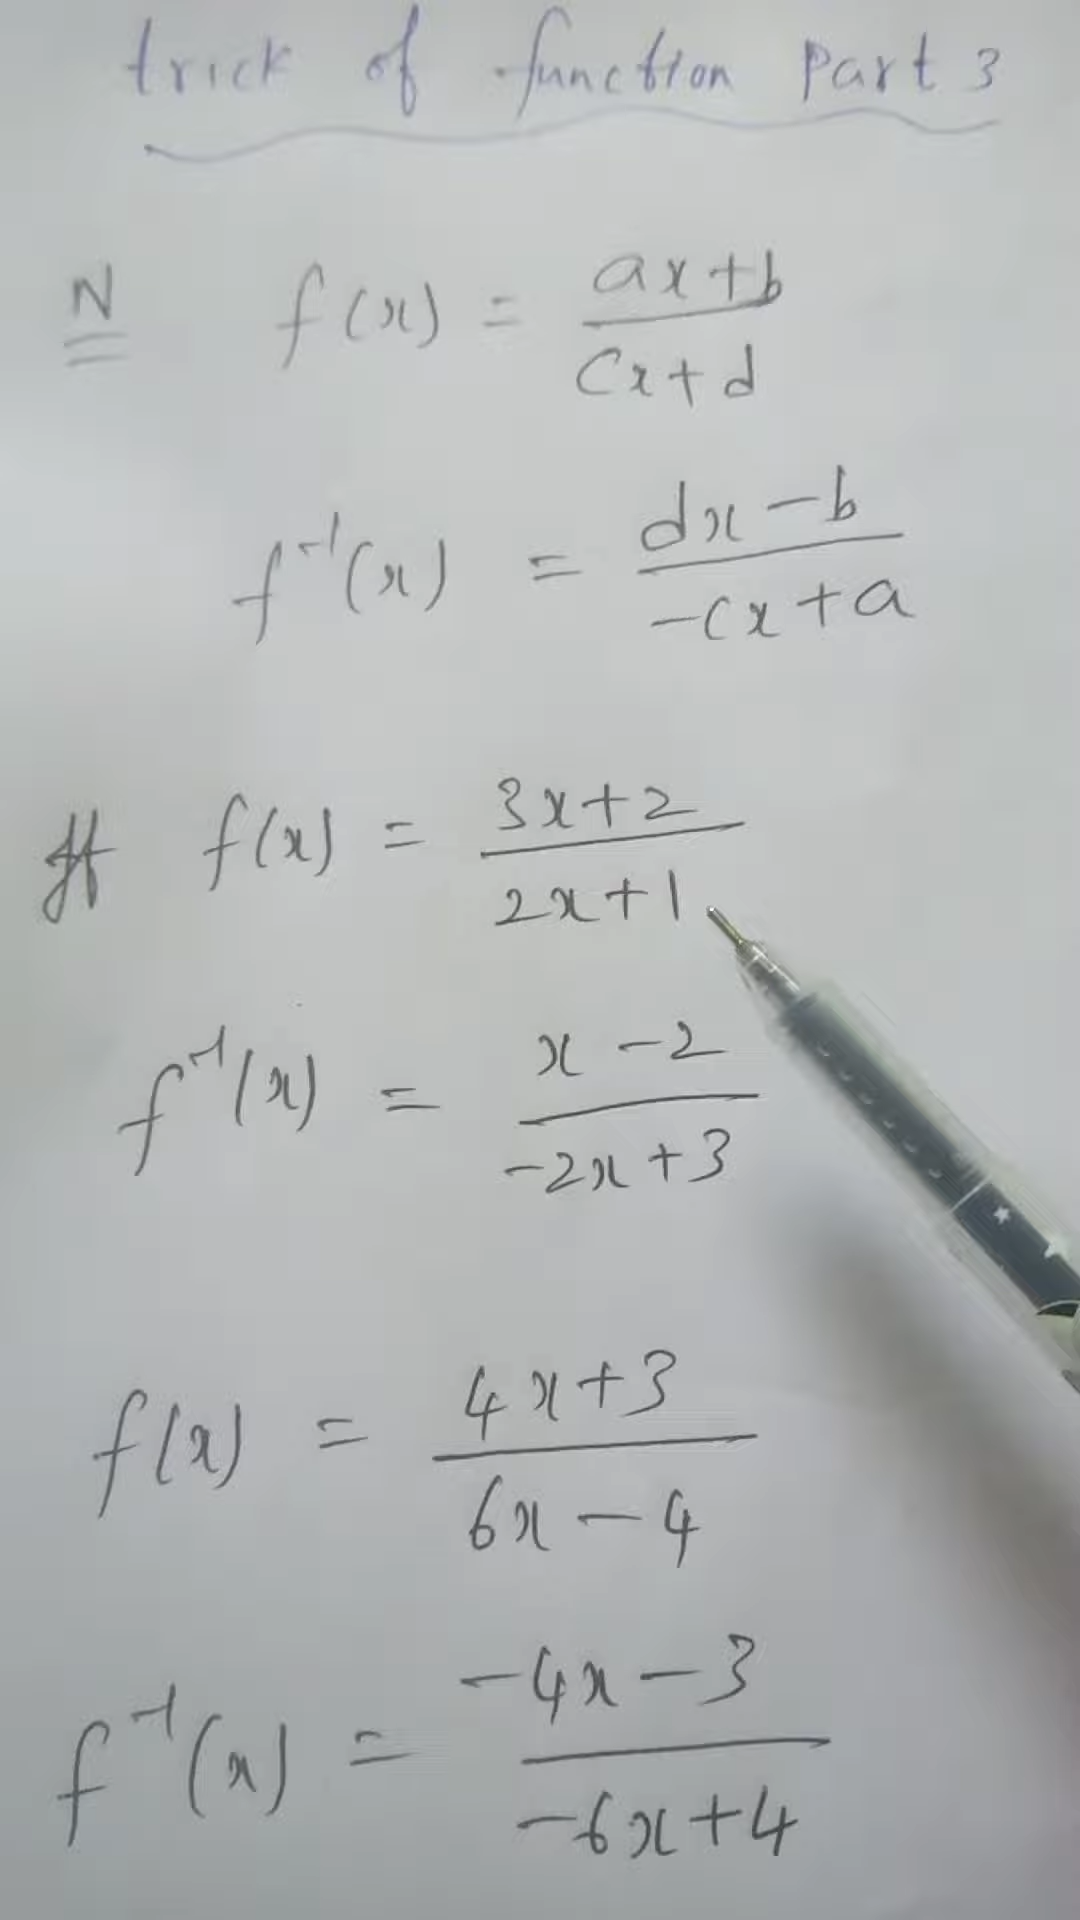 trick of function Part 3
N f(x) = ax+b / cx+d
f⁻¹(x) = dx-b / -cx+a
# f(x) = 3x+2 / 2x+1
f⁻¹(x) = x-2 / -2x+3
f(x) = 4x+3 / 6x-4
f⁻¹(x) = -4x-3 / -6x+4